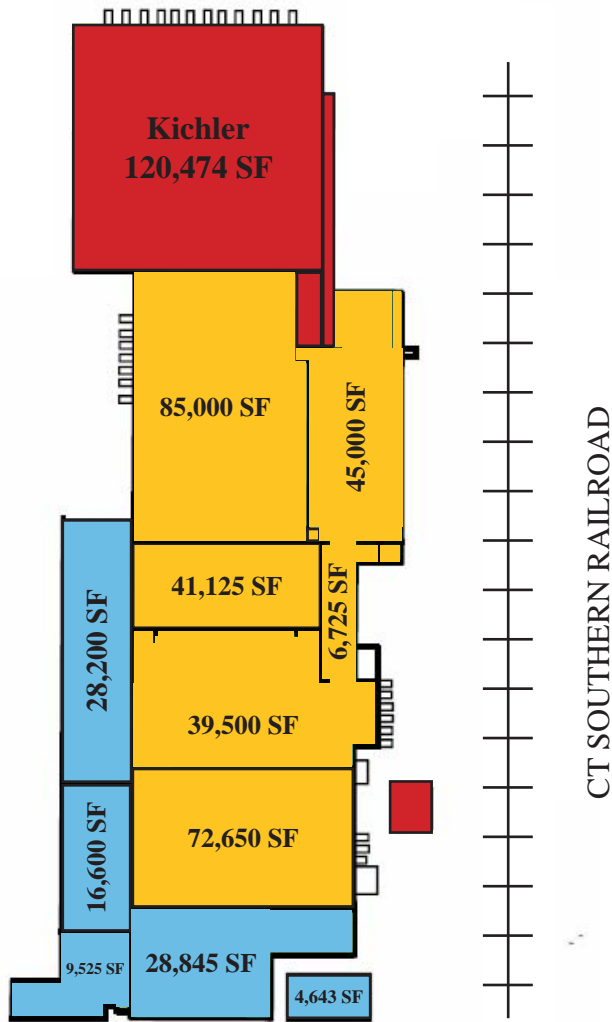 Kichler
120,474 SF
85,000 SF
45,000 SF
41,125 SF
6,725 SF
28,200 SF
39,500 SF
72,650 SF
16,600 SF
9,525 SF
28,845 SF
4,643 SF
CT SOUTHERN RAILROAD